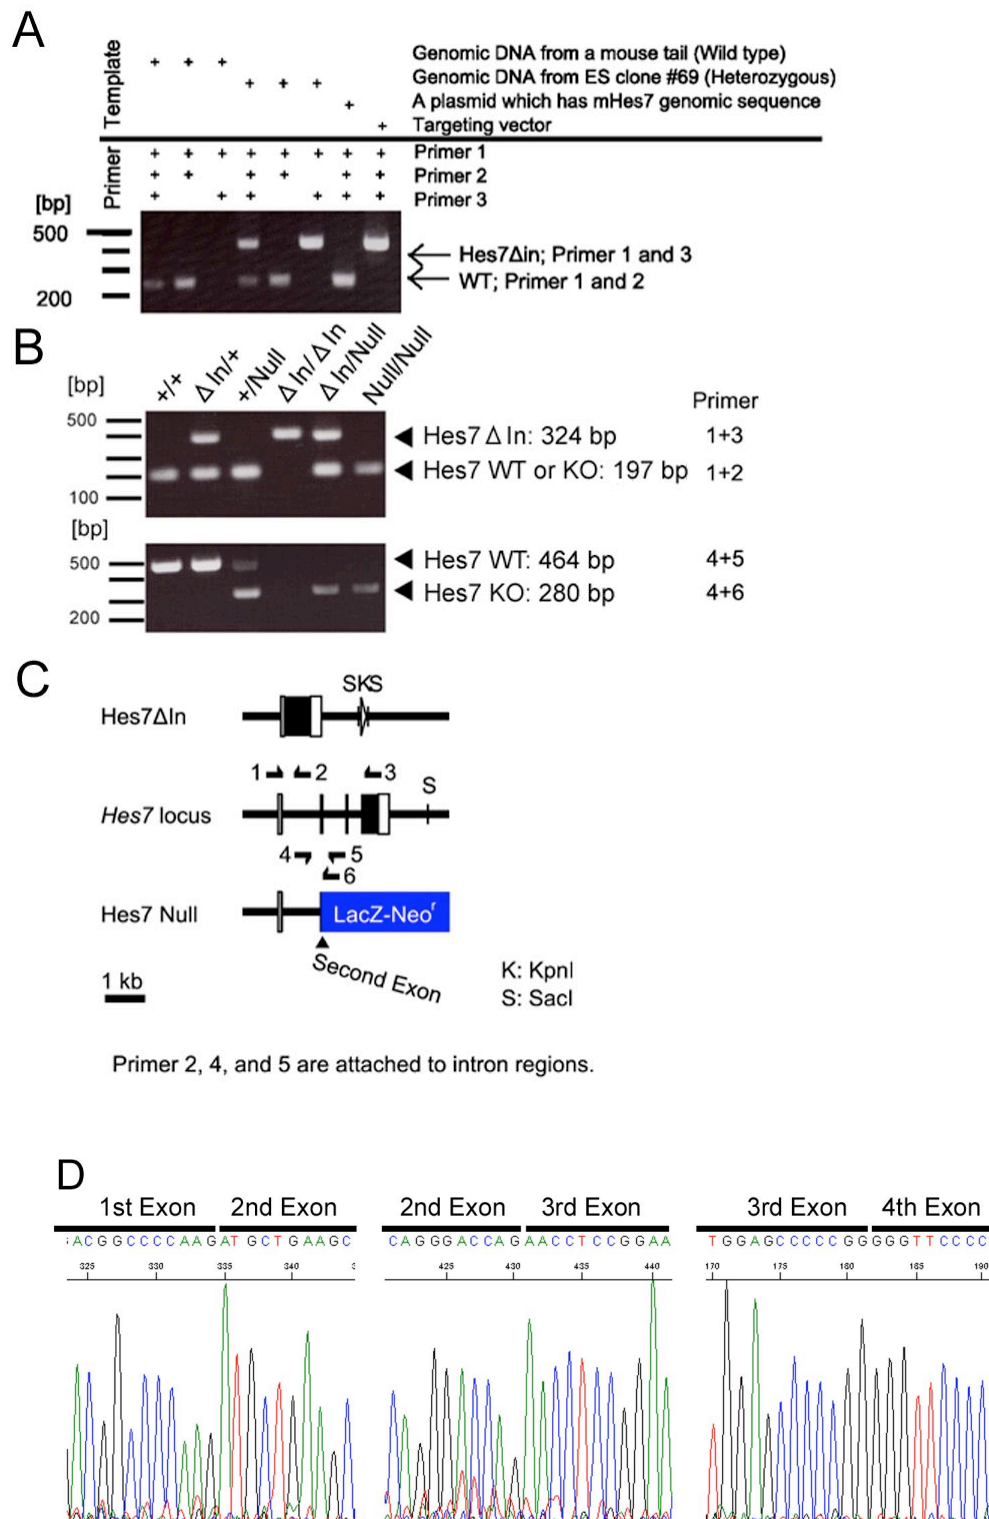 A
Template
+ + +
Genomic DNA from a mouse tail (Wild type)
+ + +
Genomic DNA from ES clone #69 (Heterozygous)
+
A plasmid which has mHes7 genomic sequence
+
Targeting vector
Primer
+ + + + + + + +
Primer 1
+ + + + + +
Primer 2
+ + + + + +
Primer 3
[bp]
500
200
Hes7Δin; Primer 1 and 3
WT; Primer 1 and 2
B
+/+
Δ In/+
+/Null
Δ In/Δ In
Δ In/Null
Null/Null
[bp]
Primer
500
Hes7 Δ In: 324 bp
1+3
Hes7 WT or KO: 197 bp
1+2
100
[bp]
500
Hes7 WT: 464 bp
4+5
Hes7 KO: 280 bp
4+6
200
C
SKS
Hes7ΔIn
1 2 3
S
Hes7 locus
4 5
6
Hes7 Null
LacZ-Neoʳ
Second Exon
1 kb
K: KpnI
S: SacI
Primer 2, 4, and 5 are attached to intron regions.
D
1st Exon 2nd Exon
ACGGCCCCAAGATGCTGAAGC
325 330 335 340
2nd Exon 3rd Exon
CAGGGACCAGAACCTCCGGAA
425 430 435 440
3rd Exon 4th Exon
TGGAGCCCCCGGGGGTTCCCC
170 175 180 185 190